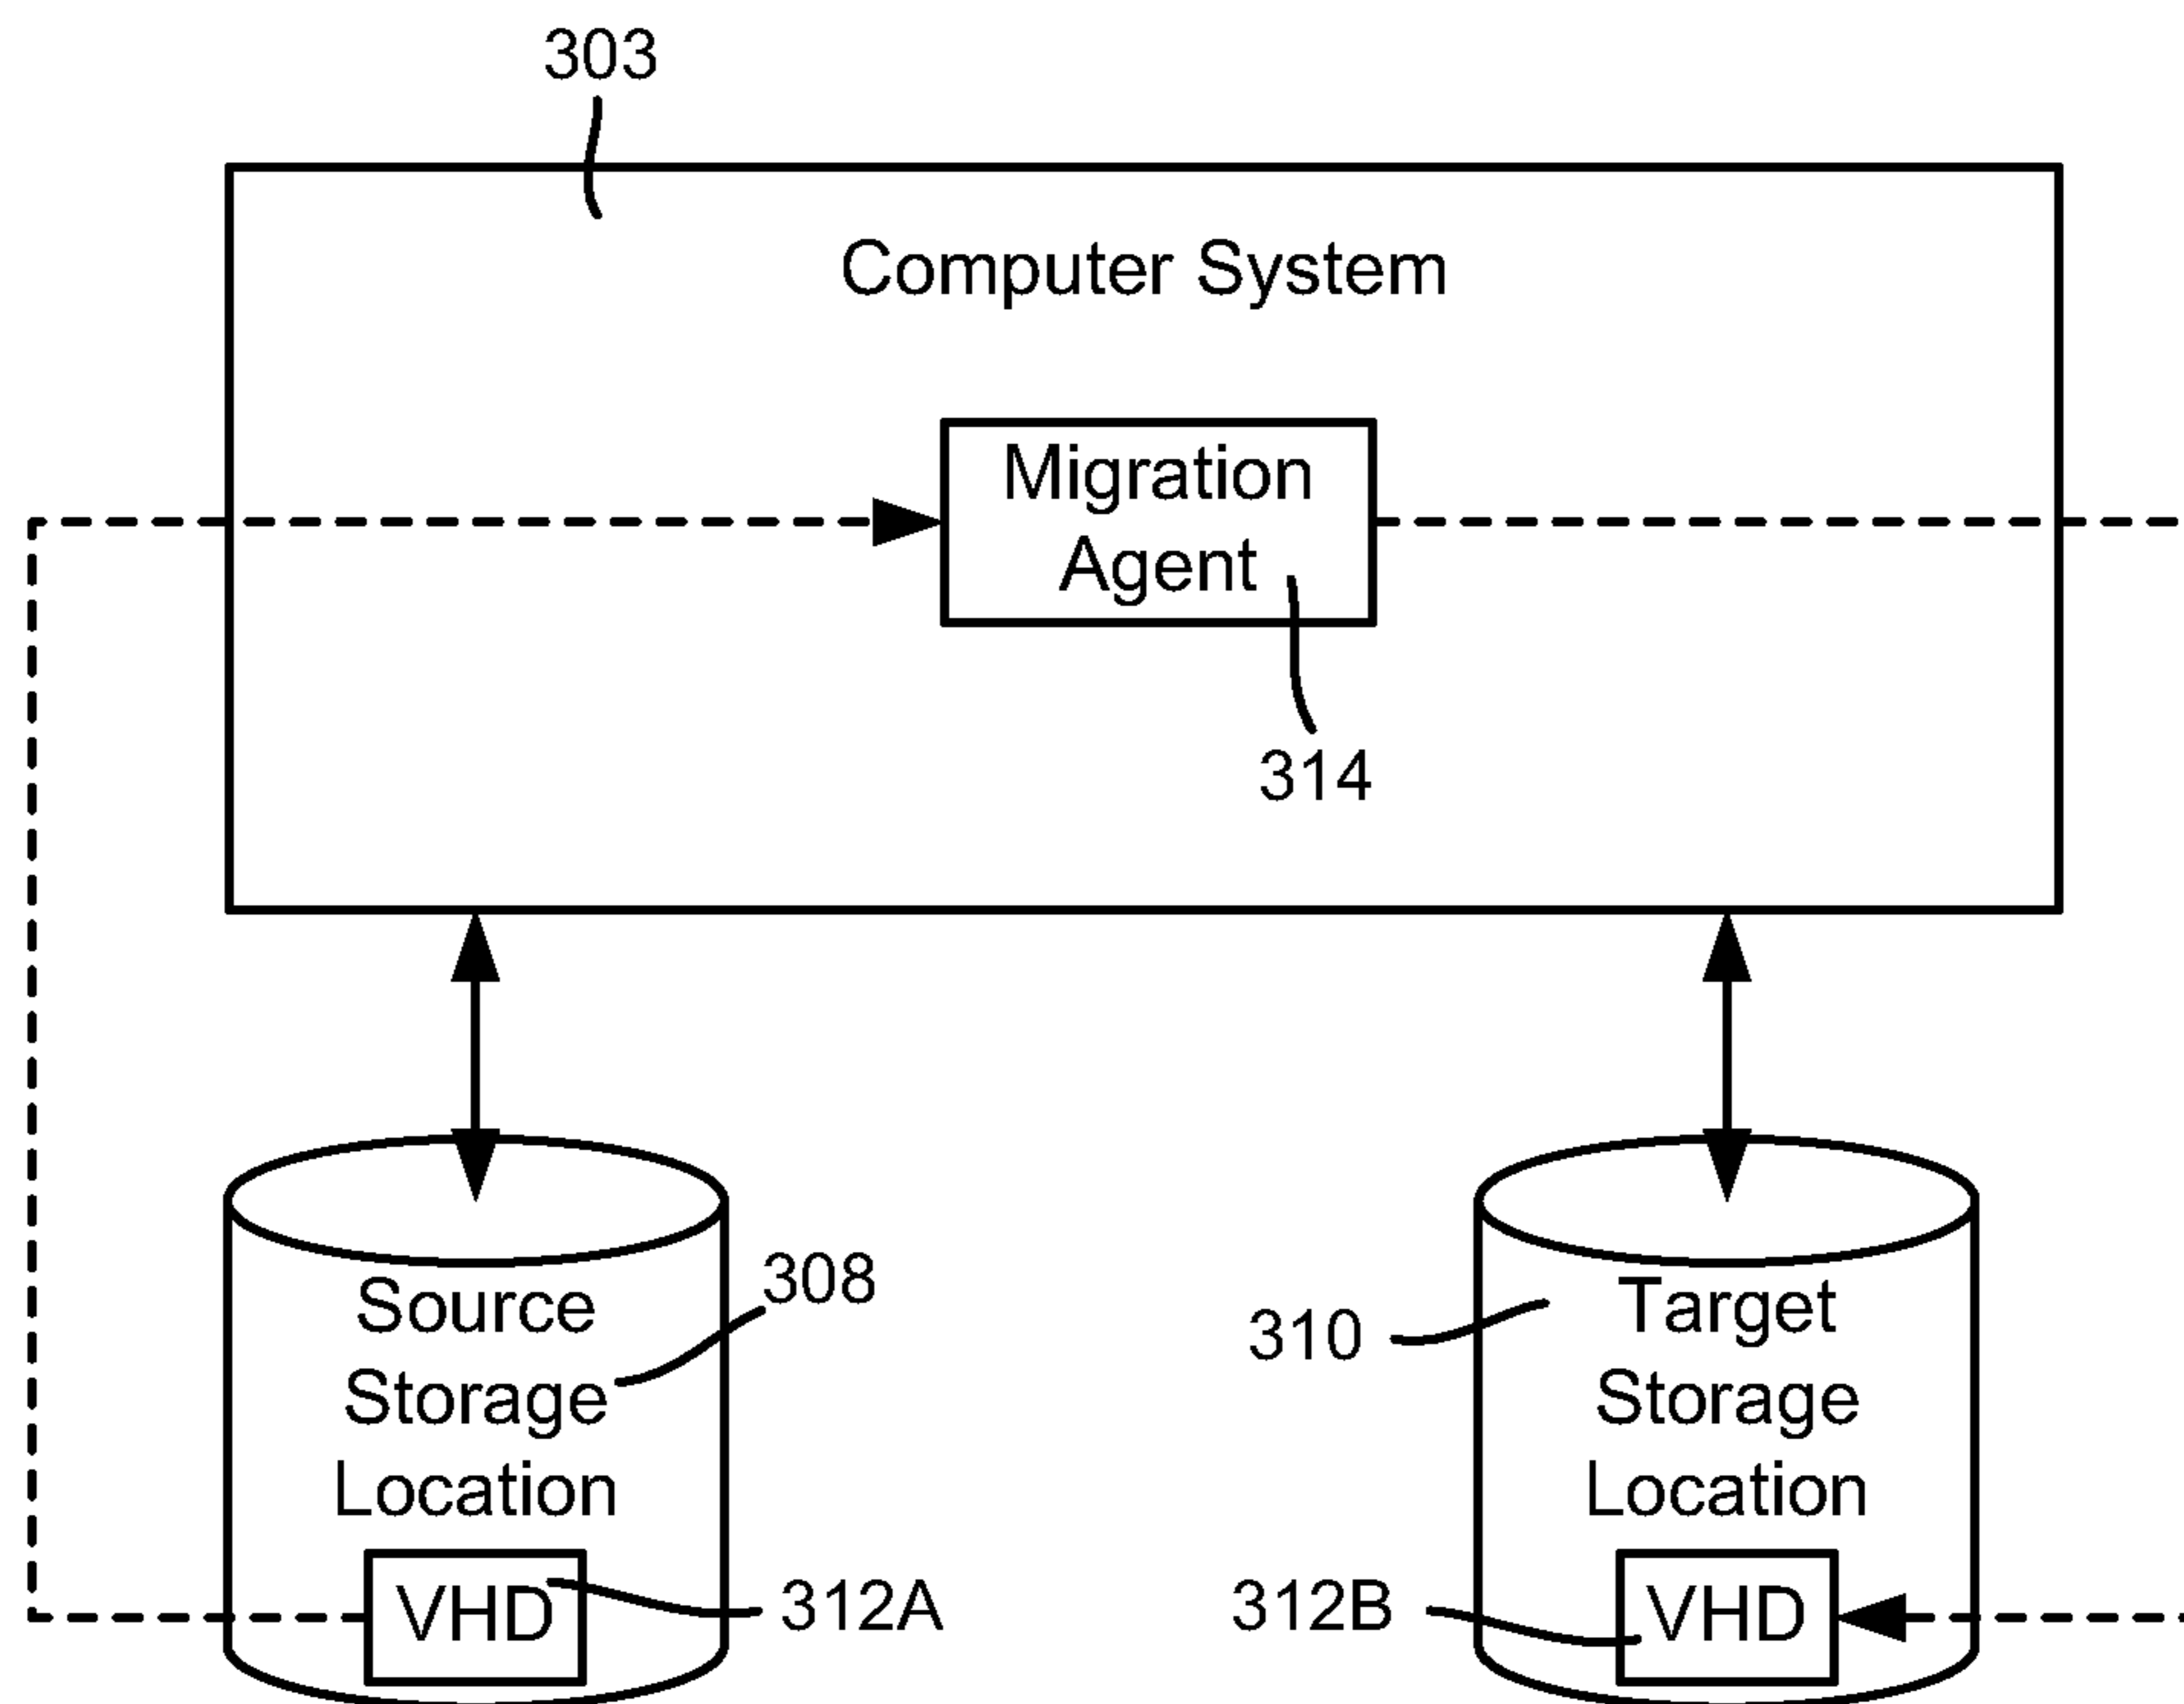 303
Computer System
Migration
Agent
314
Source
Storage
Location
308
310
Target
Storage
Location
VHD
312A
312B
VHD